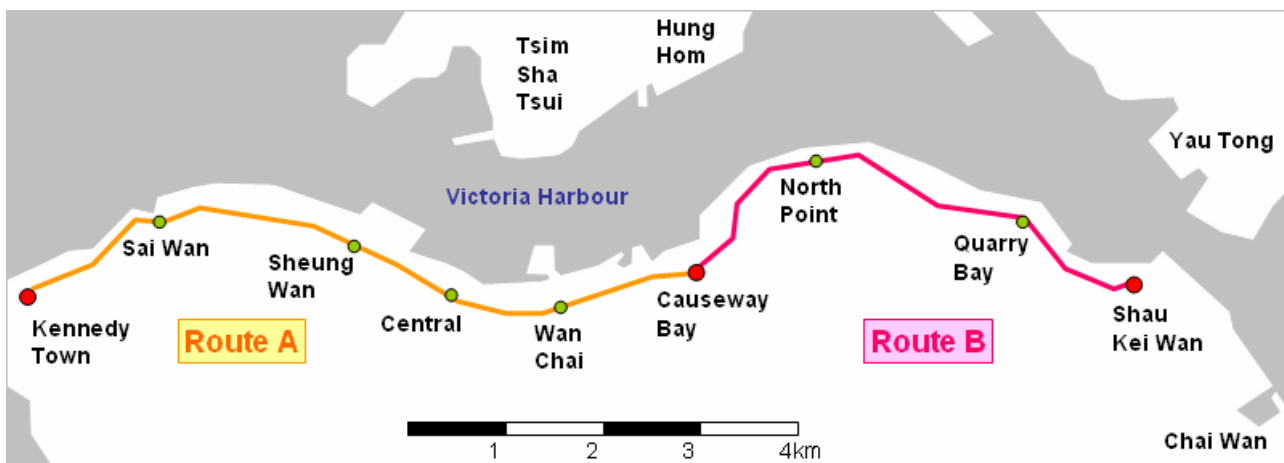 Tsim
Sha
Tsui
Hung
Hom
Yau Tong
Victoria Harbour
North
Point
Sai Wan
Sheung
Wan
Quarry
Bay
Kennedy
Town
Central
Wan
Chai
Causeway
Bay
Shau
Kei Wan
Route A
Route B
Chai Wan
1 2 3 4km